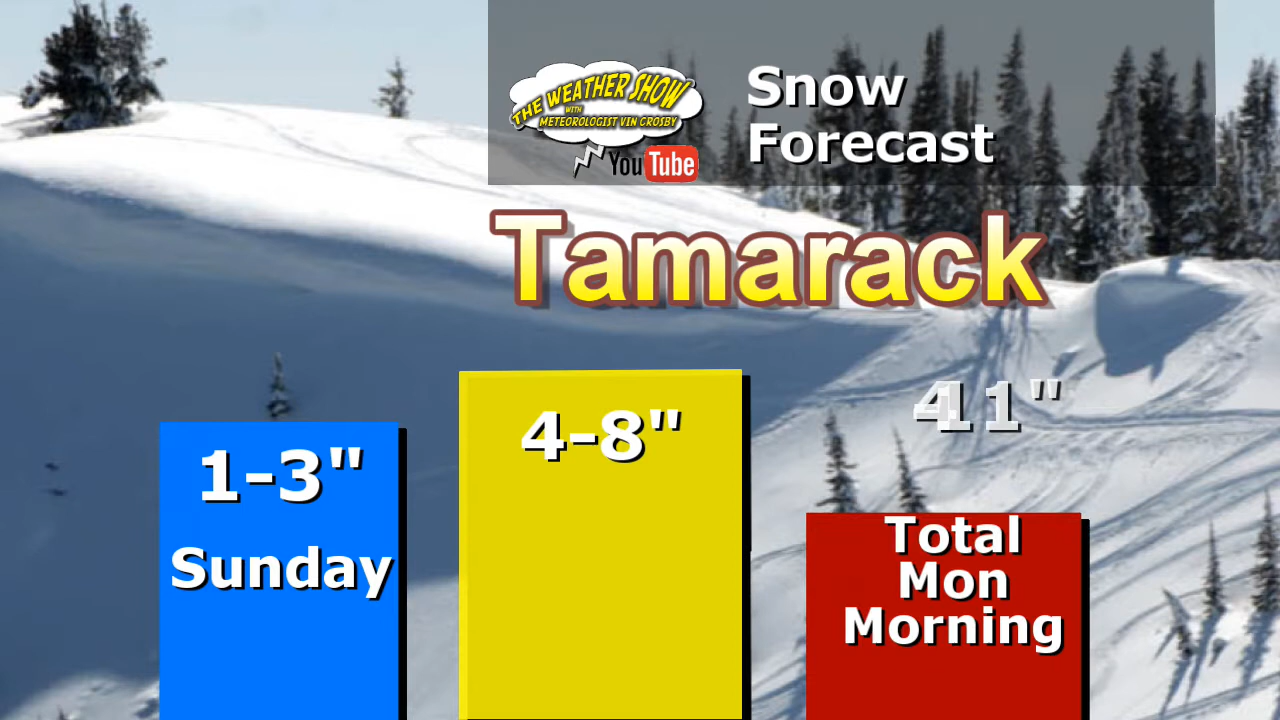 THE WEATHER SHOW
WITH
METEOROLOGIST VIN CROSBY
YouTube
Snow
Forecast
Tamarack
1-3"
Sunday
4-8"
Total
Mon
Morning